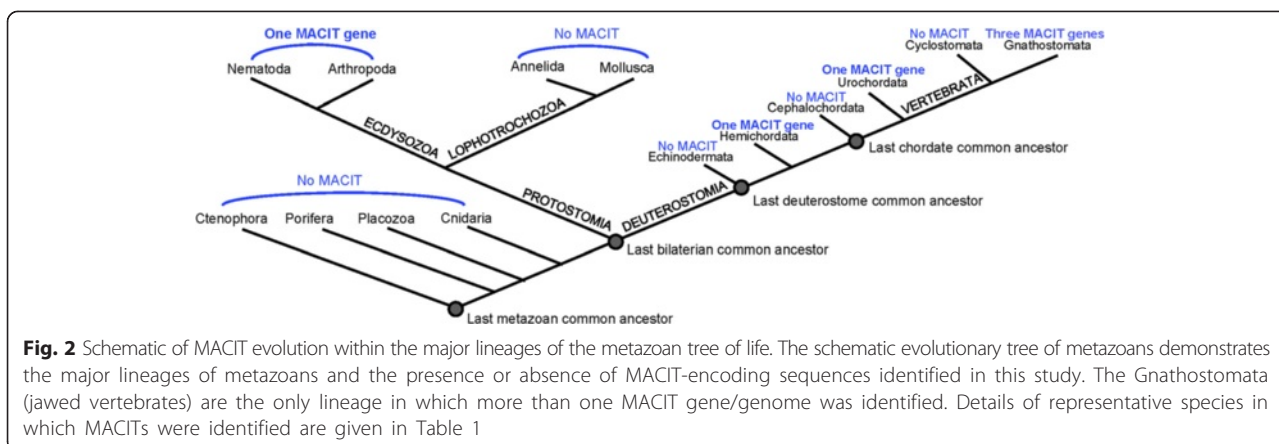 No MACIT Three MACIT genes
Cyclostomata Gnathostomata
One MACIT gene
No MACIT
Nematoda Arthropoda
Annelida Mollusca
One MACIT gene
Urochordata
VERTEBRATA
No MACIT
Cephalochordata
ECDYSOZOA
LOPHOTROCHOZOA
One MACIT gene
Hemichordata
No MACIT
Echinodermata
Last chordate common ancestor
No MACIT
PROTOSTOMIA
DEUTEROSTOMIA
Last deuterostome common ancestor
Ctenophora Porifera Placozoa Cnidaria
Last bilaterian common ancestor
Last metazoan common ancestor
Fig. 2 Schematic of MACIT evolution within the major lineages of the metazoan tree of life. The schematic evolutionary tree of metazoans demonstrates
the major lineages of metazoans and the presence or absence of MACIT-encoding sequences identified in this study. The Gnathostomata
(jawed vertebrates) are the only lineage in which more than one MACIT gene/genome was identified. Details of representative species in
which MACITs were identified are given in Table 1